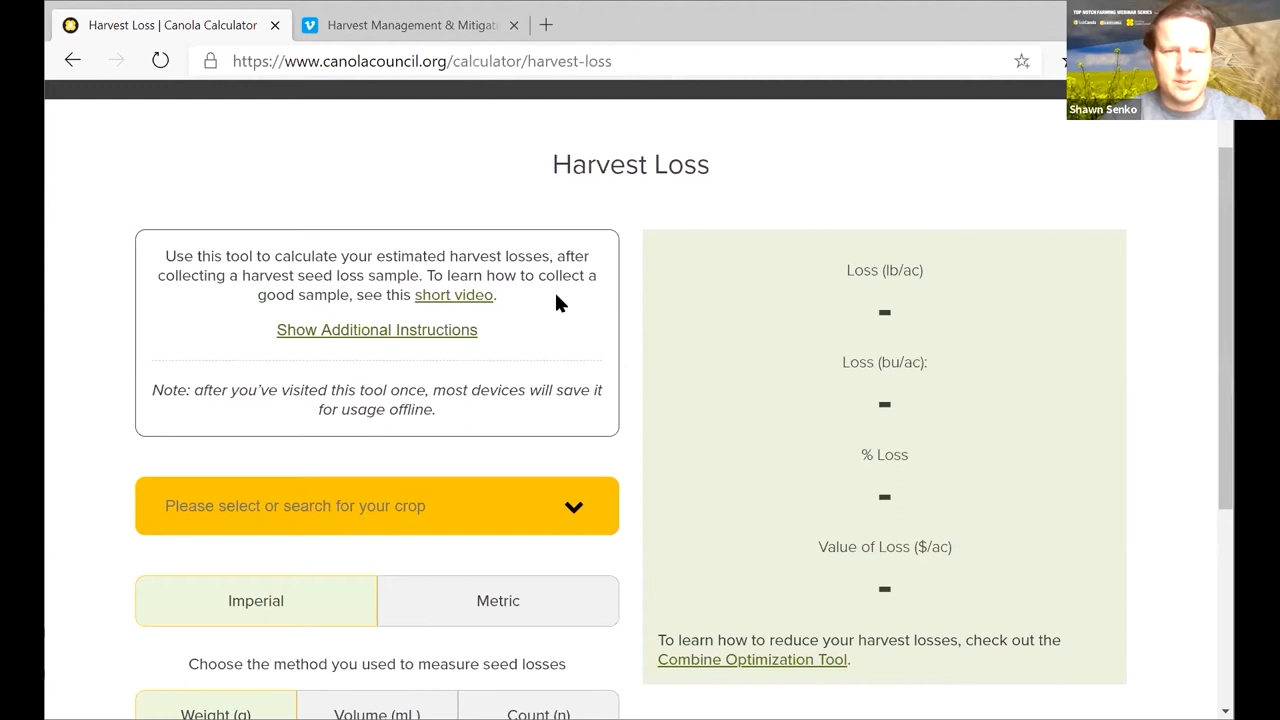 Harvest Loss | Canola Calculator
Harvest Management & Mitigati
https://www.canolacouncil.org/calculator/harvest-loss
TOP NOTCH FARMING WEBINAR SERIES
Shawn Senko
Harvest Loss
Use this tool to calculate your estimated harvest losses, after
collecting a harvest seed loss sample. To learn how to collect a
good sample, see this short video.
Show Additional Instructions
Note: after you’ve visited this tool once, most devices will save it
for usage offline.
Please select or search for your crop
Imperial
Metric
Choose the method you used to measure seed losses
Weight (g)
Volume (mL)
Count (n)
Loss (lb/ac)
-
Loss (bu/ac):
-
% Loss
-
Value of Loss ($/ac)
-
To learn how to reduce your harvest losses, check out the
Combine Optimization Tool.